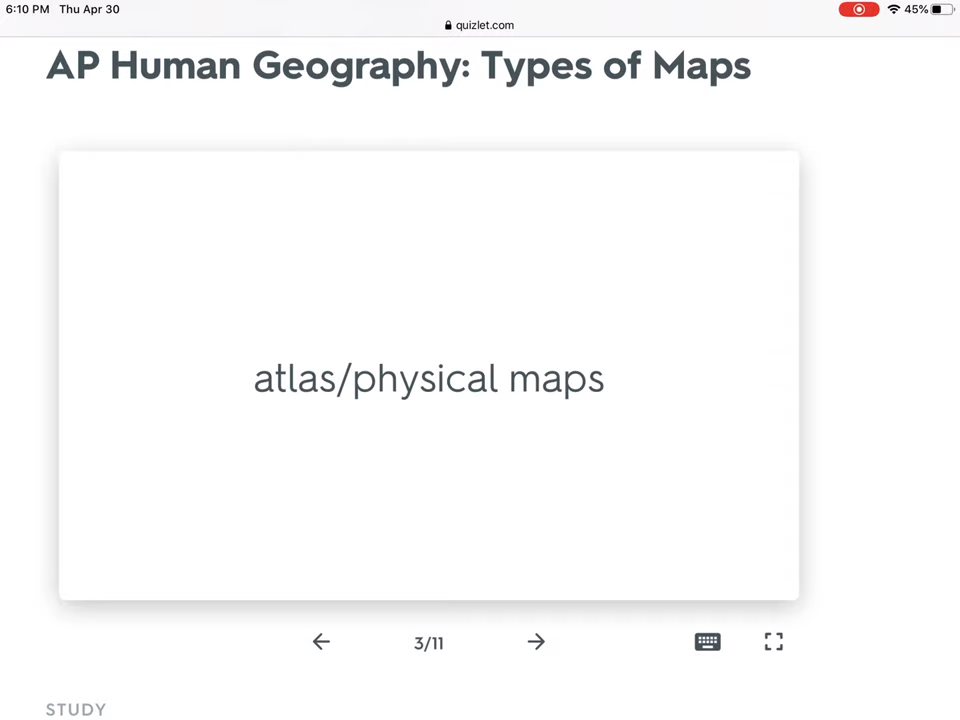 6:10 PM Thu Apr 30
45%
quizlet.com
AP Human Geography: Types of Maps
atlas/physical maps
3/11
STUDY